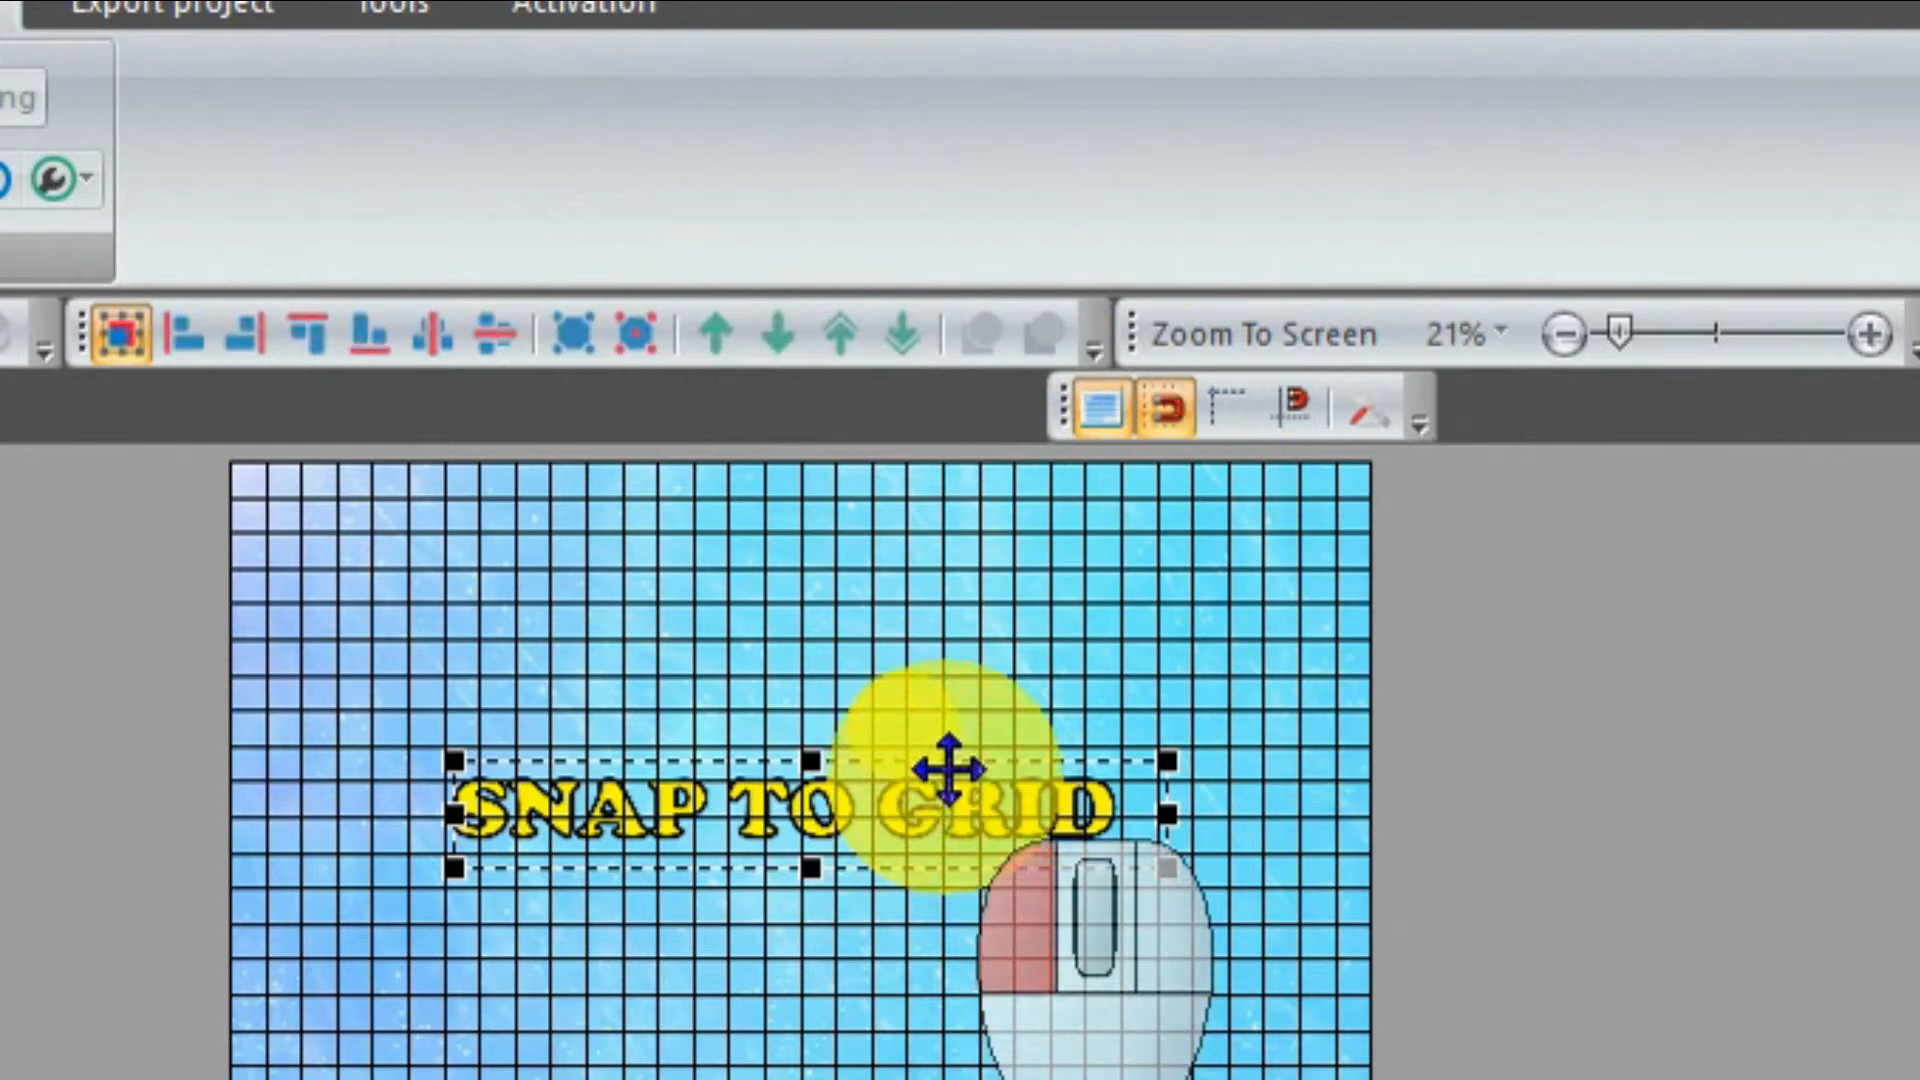 Export project Tools Activation
ng
Zoom To Screen 21%
SNAP TO GRID